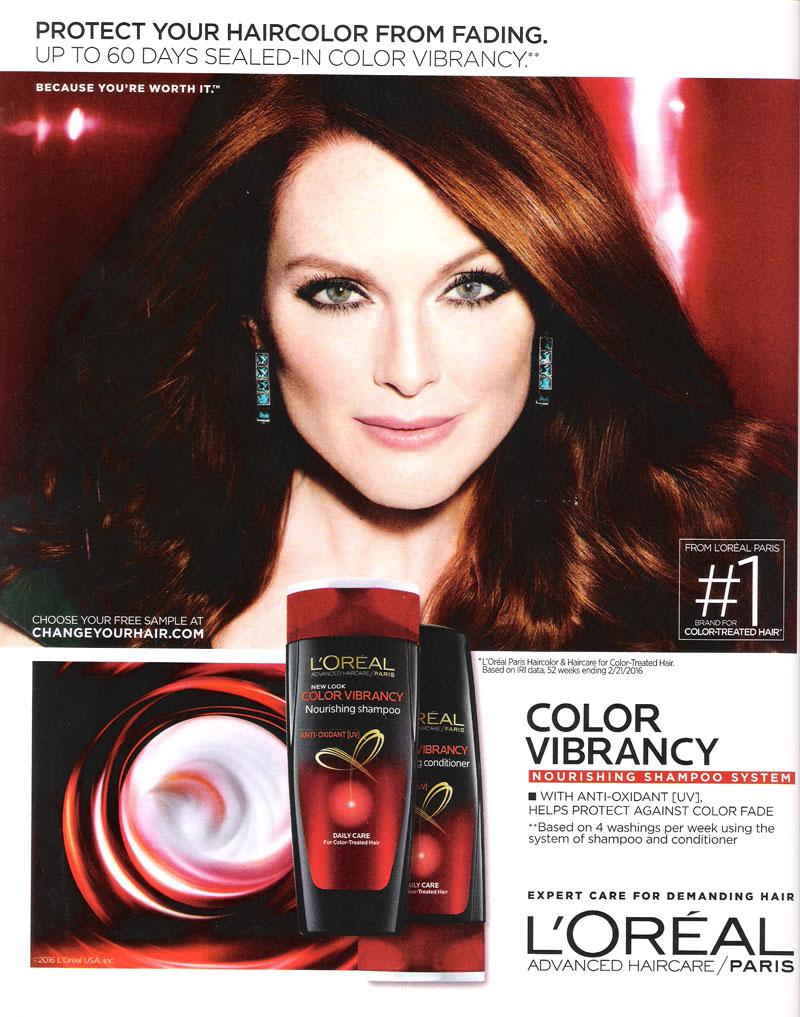 PROTECT YOUR HAIRCOLOR FROM FADING.
UP TO 60 DAYS SEALED-IN COLOR VIBRANCY.**
BECAUSE YOU'RE WORTH IT.™
FROM L'ORÉAL PARIS
#1
BRAND FOR
COLOR-TREATED HAIR*
CHOOSE YOUR FREE SAMPLE AT
CHANGEYOURHAIR.COM
*L'Oréal Paris Haircolor & Haircare for Color-Treated Hair.
Based on IRI data, 52 weeks ending 2/21/2016
L'ORÉAL
ADVANCED HAIRCARE/PARIS
NEW LOOK
COLOR VIBRANCY
Nourishing shampoo
ANTI-OXIDANT [UV]
DAILY CARE
For Color-Treated Hair
RÉAL
IRCARE/PARIS
VIBRANCY
g conditioner
UV]
AILY CARE
r-Treated Hair
COLOR
VIBRANCY
NOURISHING SHAMPOO SYSTEM
■ WITH ANTI-OXIDANT [UV],
HELPS PROTECT AGAINST COLOR FADE
**Based on 4 washings per week using the
system of shampoo and conditioner
EXPERT CARE FOR DEMANDING HAIR
L'ORÉAL
ADVANCED HAIRCARE/PARIS
©2016 L'Oréal USA, Inc.